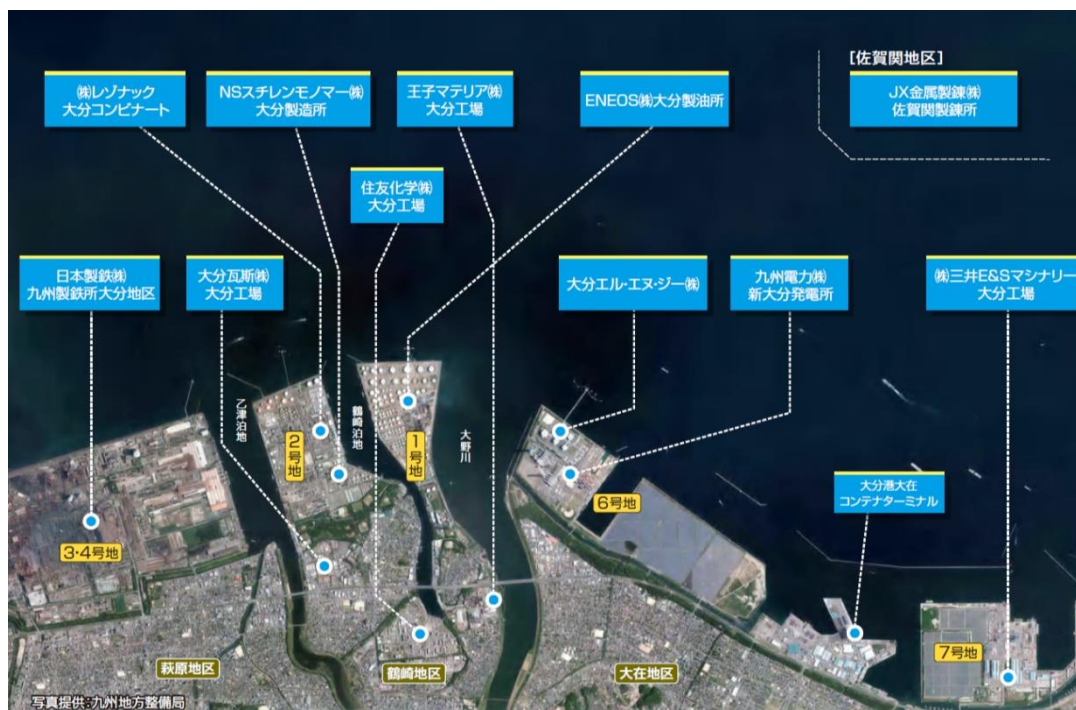 [佐賀関地区]
㈱レゾナック
大分コンビナート
NSスチレンモノマー㈱
大分製造所
王子マテリア㈱
大分工場
ENEOS㈱大分製油所
JX金属製錬㈱
佐賀関製錬所
住友化学㈱
大分工場
日本製鉄㈱
九州製鉄所大分地区
大分瓦斯㈱
大分工場
大分エル・エヌ・ジー㈱
九州電力㈱
新大分発電所
㈱三井E&Sマシナリー
大分工場
乙津泊地
鶴崎泊地
大野川
2号地
1号地
6号地
大分港大在
コンテナターミナル
3・4号地
7号地
萩原地区
鶴崎地区
大在地区
写真提供:九州地方整備局